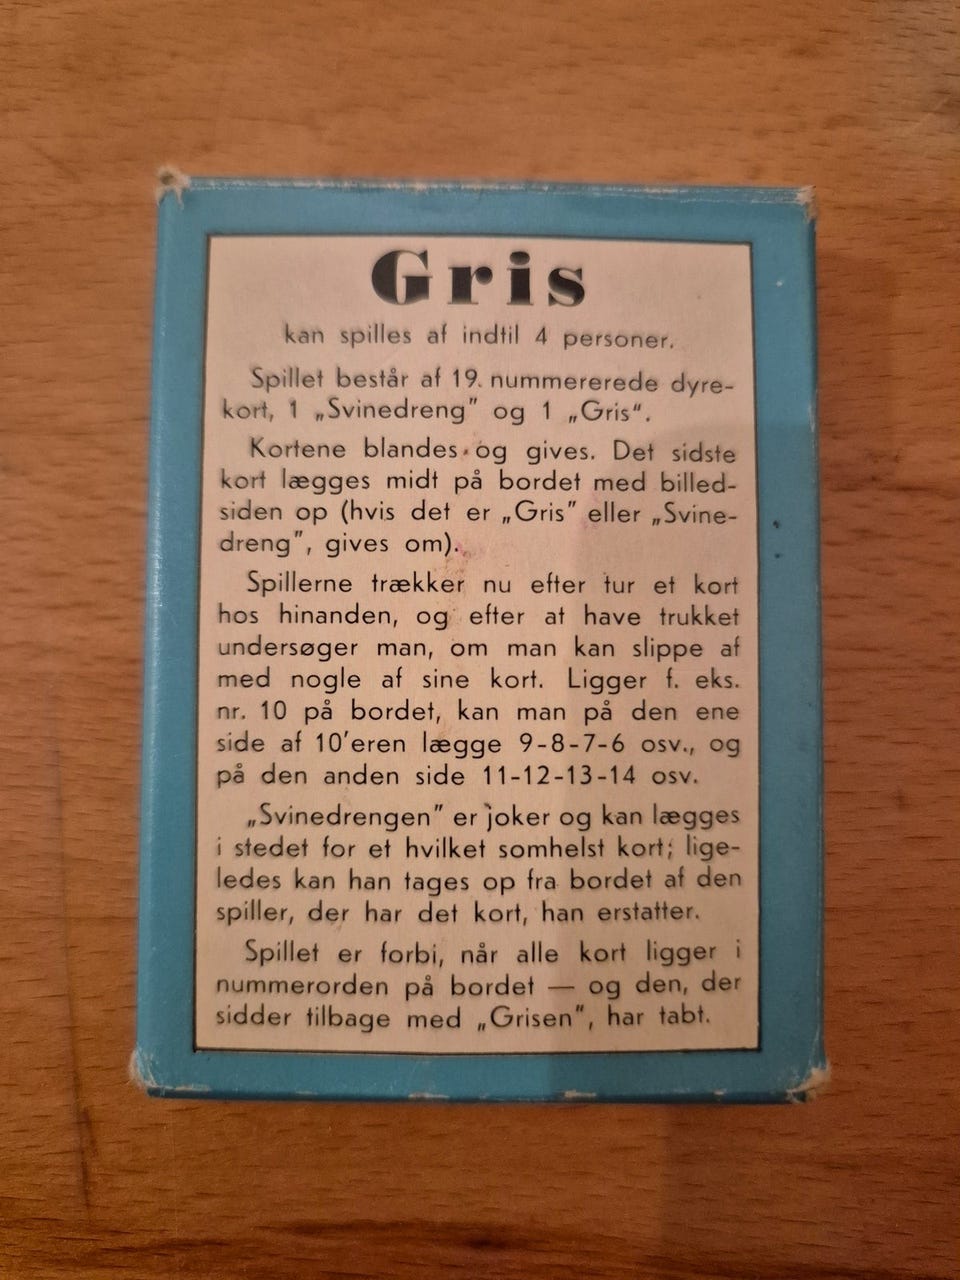 Gris
kan spilles af indtil 4 personer.
Spillet består af 19. nummererede dyre-
kort, 1 „Svinedreng” og 1 „Gris“.
Kortene blandes og gives. Det sidste
kort lægges midt på bordet med billed-
siden op (hvis det er „Gris” eller „Svine-
dreng”, gives om).
Spillerne trækker nu efter tur et kort
hos hinanden, og efter at have trukket
undersøger man, om man kan slippe af
med nogle af sine kort. Ligger f. eks.
nr. 10 på bordet, kan man på den ene
side af 10’eren lægge 9-8-7-6 osv., og
på den anden side 11-12-13-14 osv.
„Svinedrengen” er joker og kan lægges
i stedet for et hvilket somhelst kort; lige-
ledes kan han tages op fra bordet af den
spiller, der har det kort, han erstatter.
Spillet er forbi, når alle kort ligger i
nummerorden på bordet — og den, der
sidder tilbage med „Grisen”, har tabt.